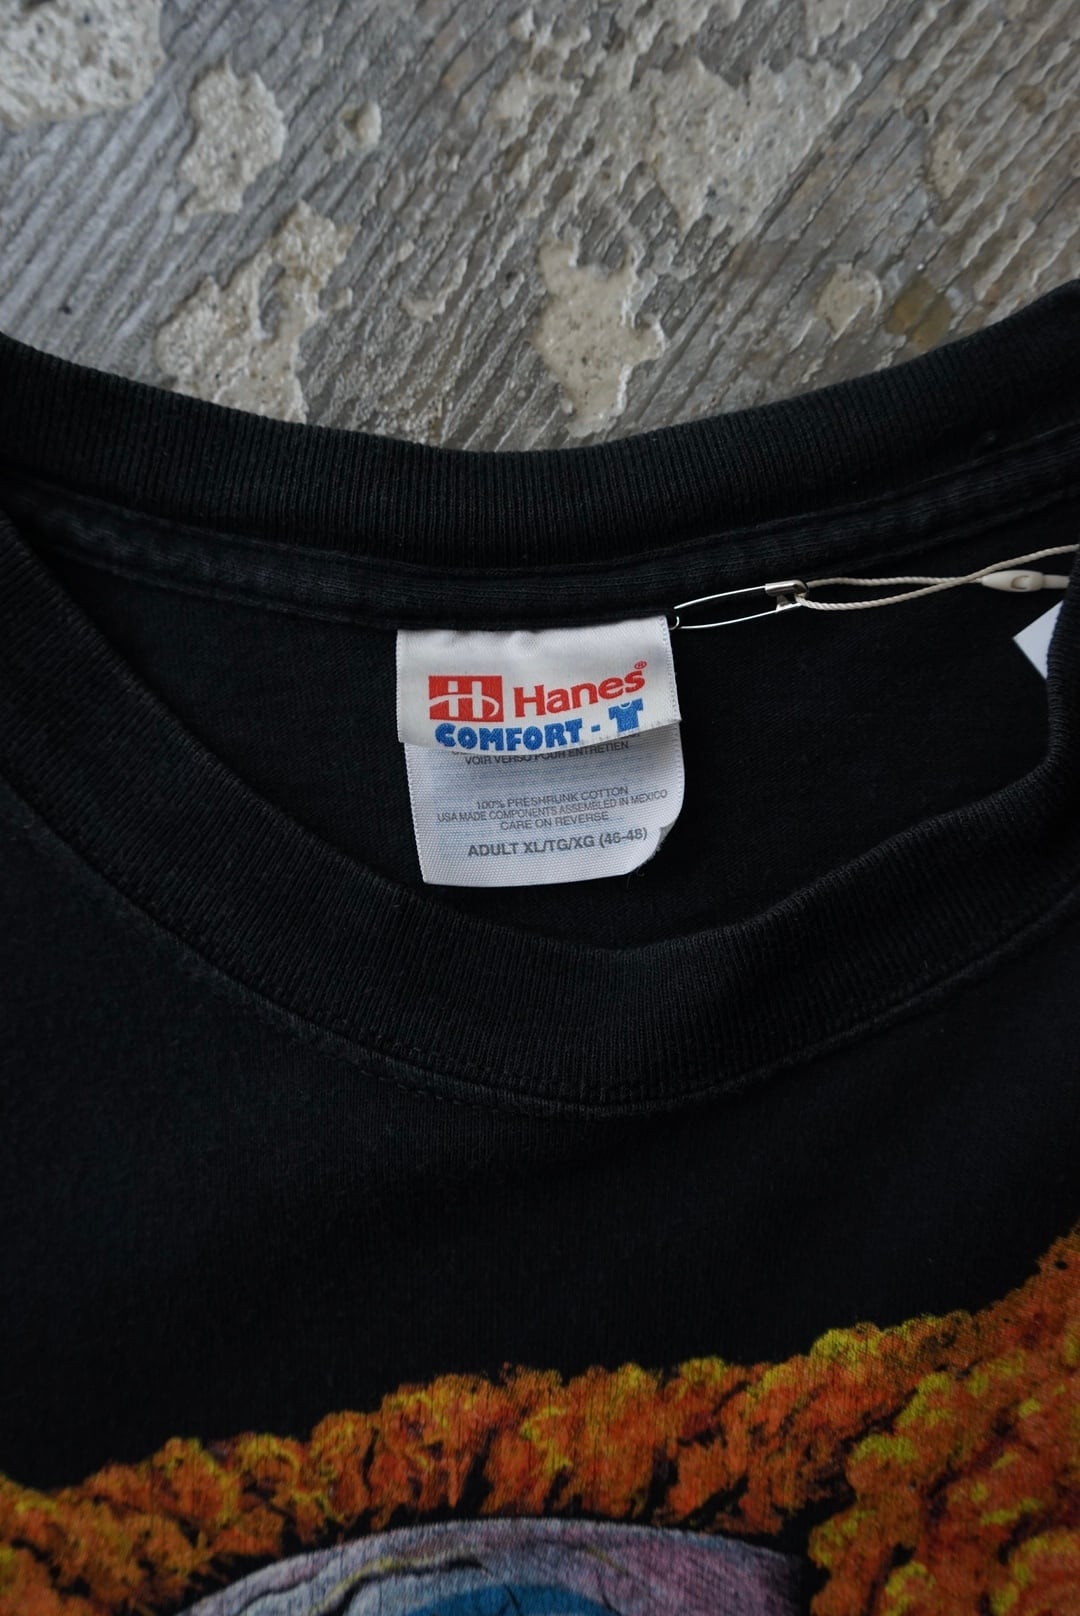 Hanes®
COMFORT-T
VOIR VERSO POUR ENTRETIEN
100% PRESHRUNK COTTON
USA MADE COMPONENTS ASSEMBLED IN MEXICO
CARE ON REVERSE
ADULT XL/TG/XG (46-48)